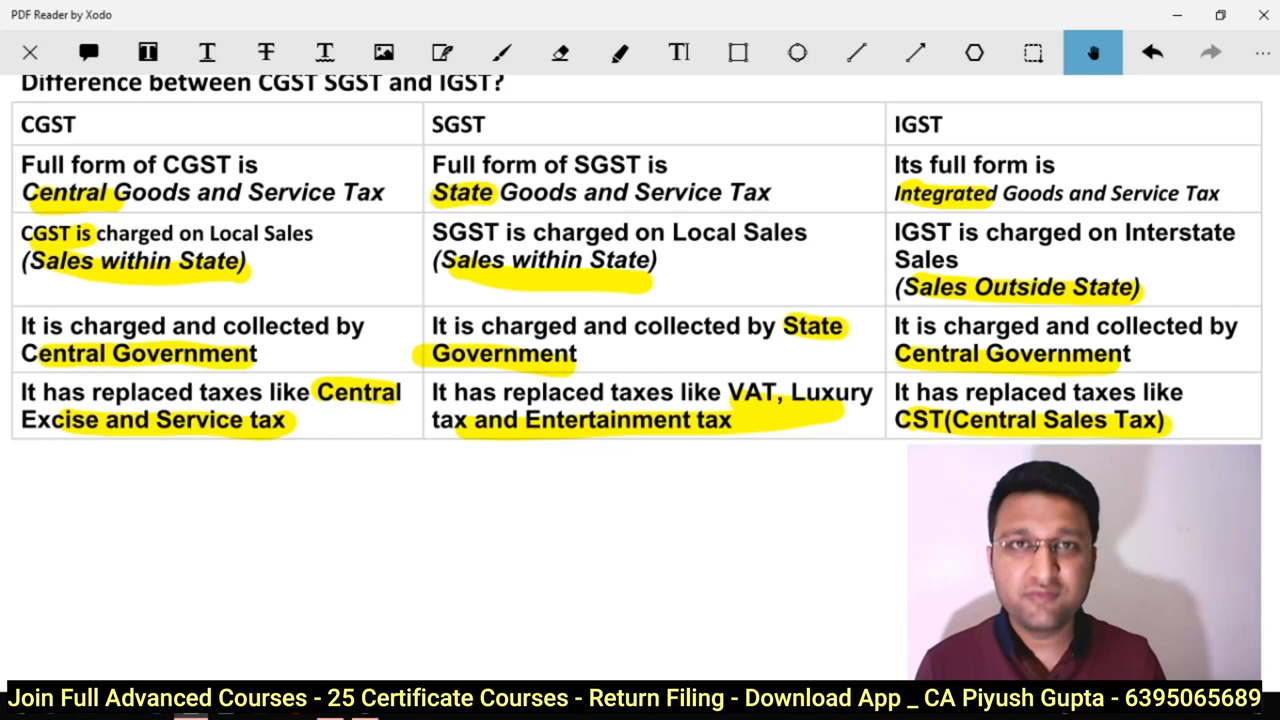 PDF Reader by Xodo
Difference between CGST SGST and IGST?
CGST
SGST
IGST
Full form of CGST is
Central Goods and Service Tax
Full form of SGST is
State Goods and Service Tax
Its full form is
Integrated Goods and Service Tax
CGST is charged on Local Sales
(Sales within State)
SGST is charged on Local Sales
(Sales within State)
IGST is charged on Interstate
Sales
(Sales Outside State)
It is charged and collected by
Central Government
It is charged and collected by State
Government
It is charged and collected by
Central Government
It has replaced taxes like Central
Excise and Service tax
It has replaced taxes like VAT, Luxury
tax and Entertainment tax
It has replaced taxes like
CST(Central Sales Tax)
Join Full Advanced Courses - 25 Certificate Courses - Return Filing - Download App _ CA Piyush Gupta - 6395065689